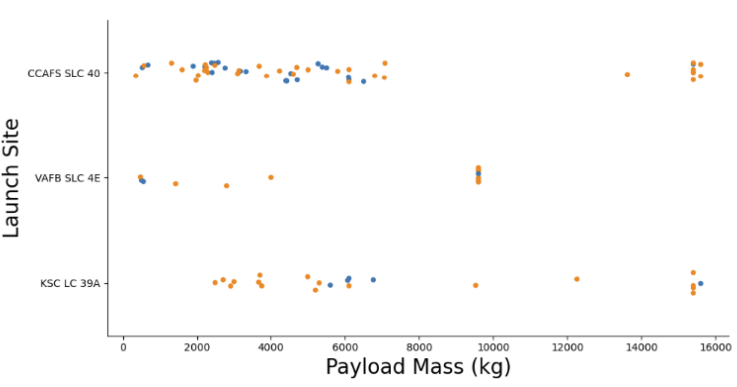 Launch Site
CCAFS SLC 40
VAFB SLC 4E
KSC LC 39A
0 2000 4000 6000 8000 10000 12000 14000 16000
Payload Mass (kg)